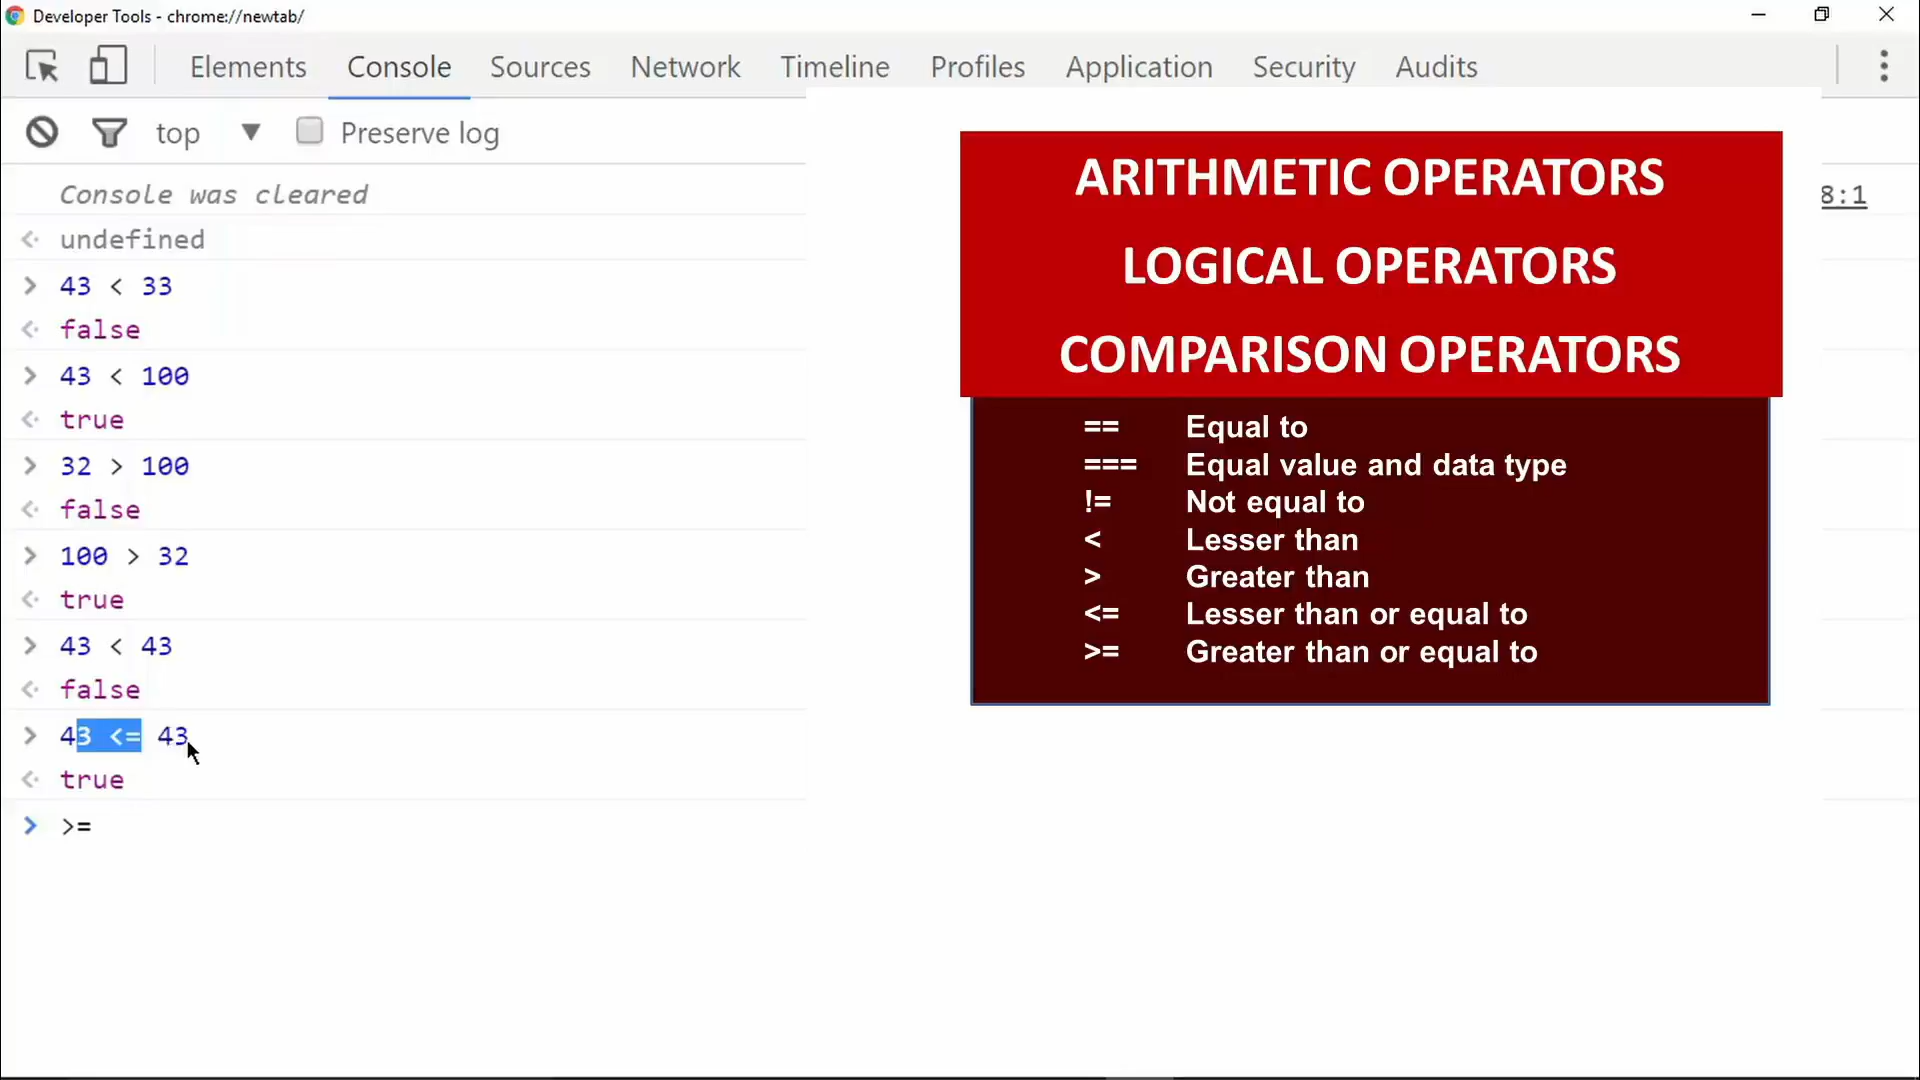 Developer Tools - chrome://newtab/
Elements Console Sources Network Timeline Profiles Application Security Audits
top ▼ Preserve log
Console was cleared
8:1
undefined
> 43 < 33
false
> 43 < 100
true
> 32 > 100
false
> 100 > 32
true
> 43 < 43
false
> 43 <= 43
true
> >=
ARITHMETIC OPERATORS
LOGICAL OPERATORS
COMPARISON OPERATORS
== Equal to
=== Equal value and data type
!= Not equal to
< Lesser than
> Greater than
<= Lesser than or equal to
>= Greater than or equal to